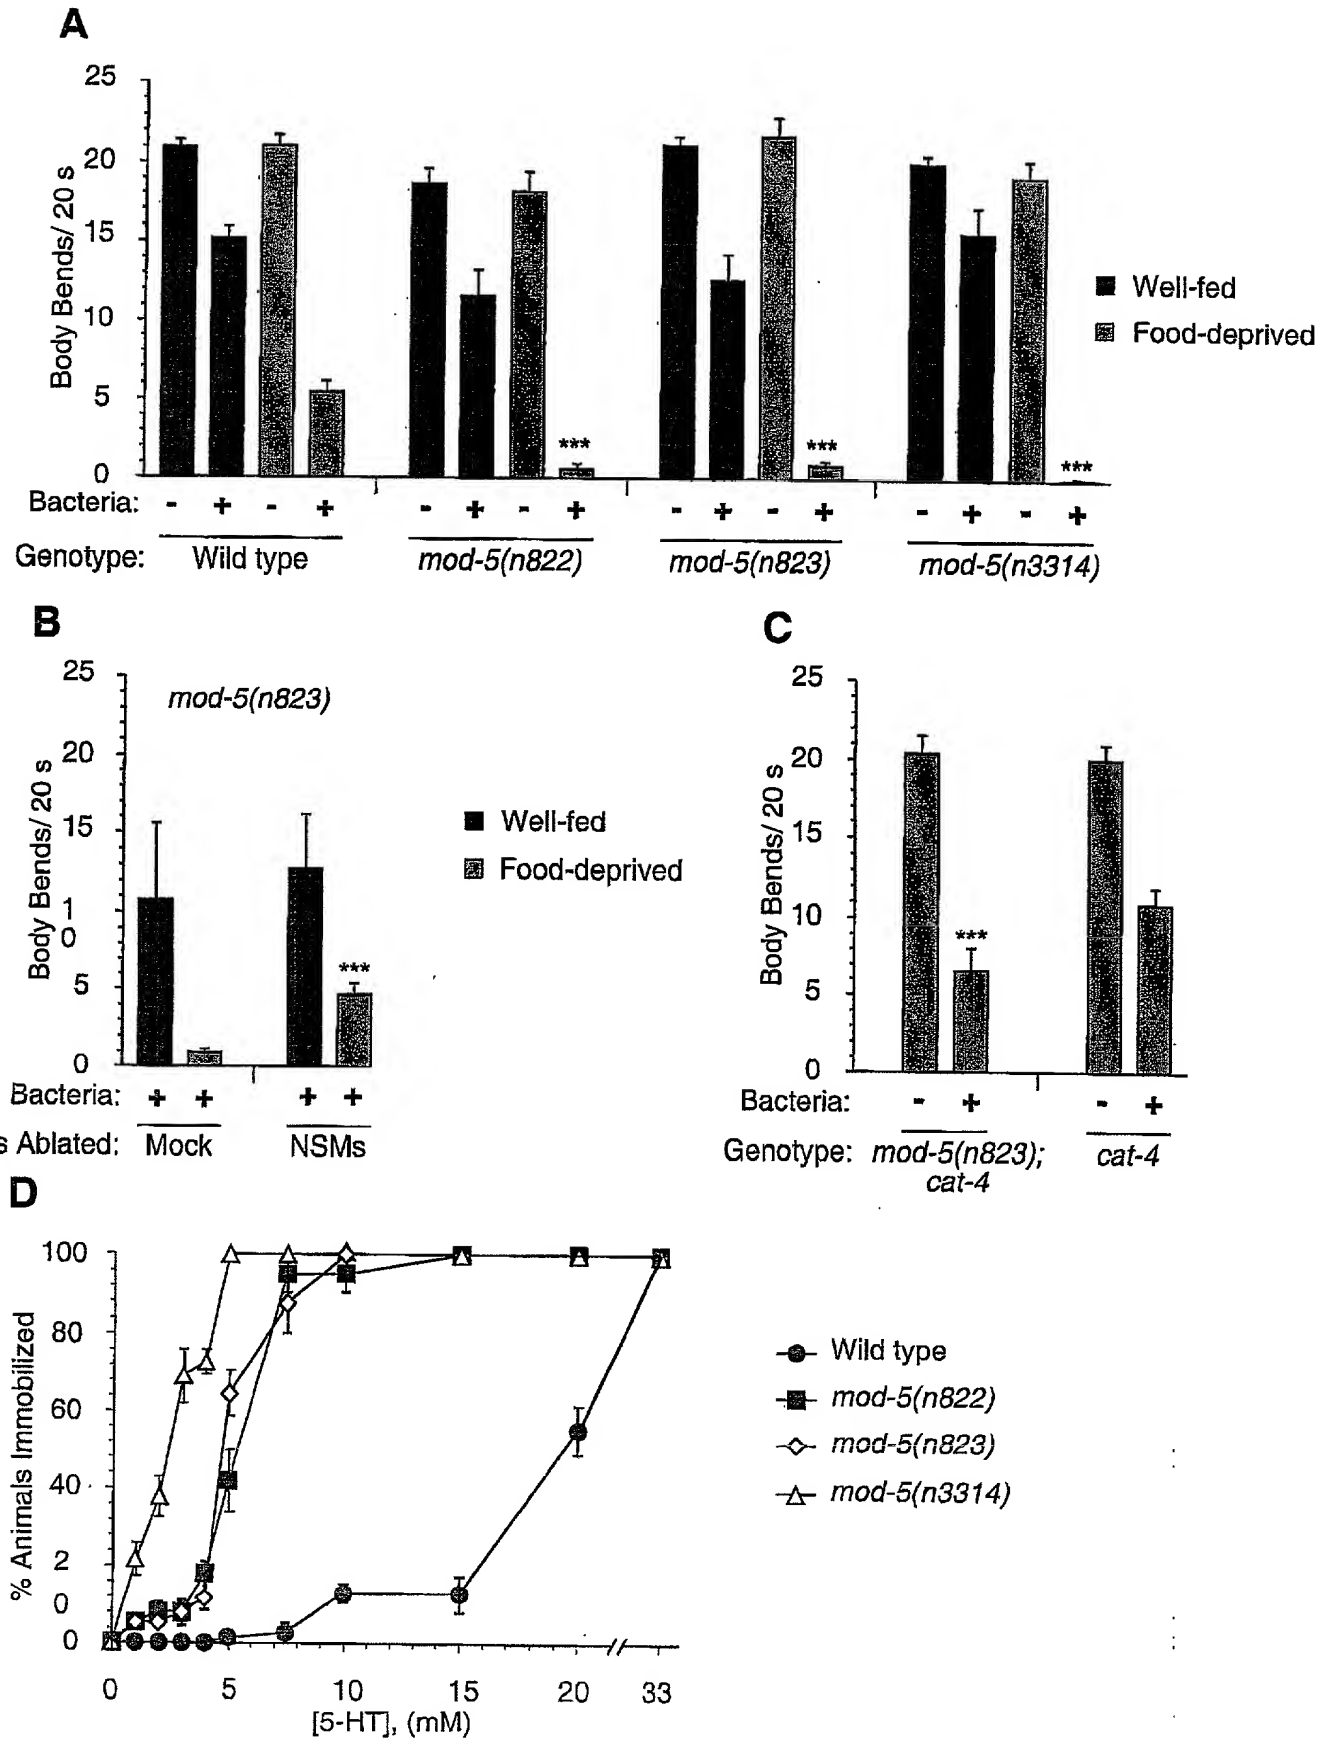 A
25
20
15
10
5
0
Body Bends/ 20 s
*** *** ***
Well-fed
Food-deprived
Bacteria: - + - + - + - + - + - + - + - +
Genotype: Wild type mod-5(n822) mod-5(n823) mod-5(n3314)
B
25
20
15
1
0
5
0
Body Bends/ 20 s
mod-5(n823)
***
Well-fed
Food-deprived
Bacteria: + + + +
s Ablated: Mock NSMs
C
25
20
15
10
5
0
Body Bends/ 20 s
***
Bacteria: - + - +
Genotype: mod-5(n823); cat-4
cat-4
D
100
80
60
40
2
0
0
% Animals Immobilized
0 5 10 15 20 33
[5-HT], (mM)
Wild type
mod-5(n822)
mod-5(n823)
mod-5(n3314)